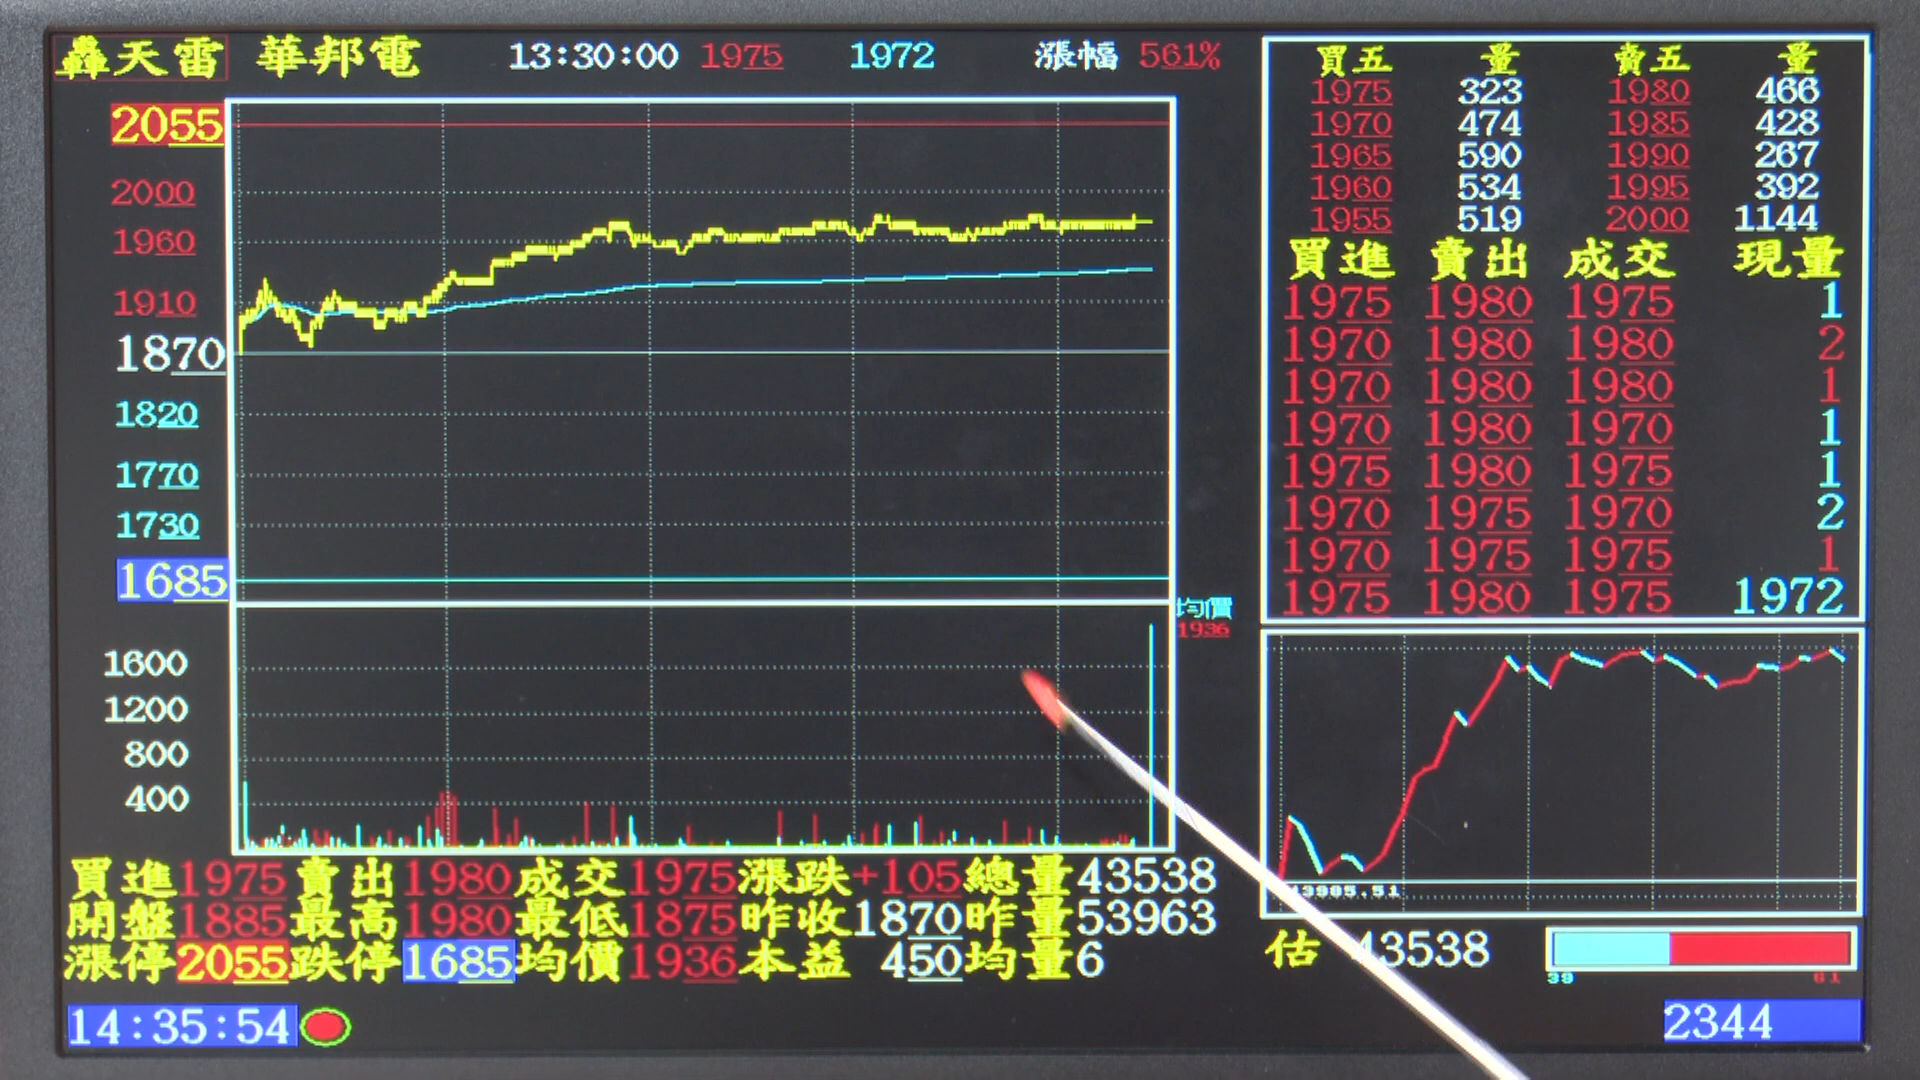 轟天雷 華邦電 13:30:00 1975 1972 漲幅 561%
2055
2000
1960
1910
1870
1820
1770
1730
1685
均價
1936
1600
1200
800
400
買五 量 賣五 量
1975 323 1980 466
1970 474 1985 428
1965 590 1990 267
1960 534 1995 392
1955 519 2000 1144
買進 賣出 成交 現量
1975 1980 1975 1
1970 1980 1980 2
1970 1980 1980 1
1970 1980 1970 1
1975 1980 1975 1
1970 1975 1970 2
1970 1975 1975 1
1975 1980 1975 1972
13985.51
買進1975賣出1980成交1975漲跌+105總量43538
開盤1885最高1980最低1875昨收1870昨量53963
漲停2055跌停1685均價1936本益 450均量6
估 43538
39 61
14:35:54
2344